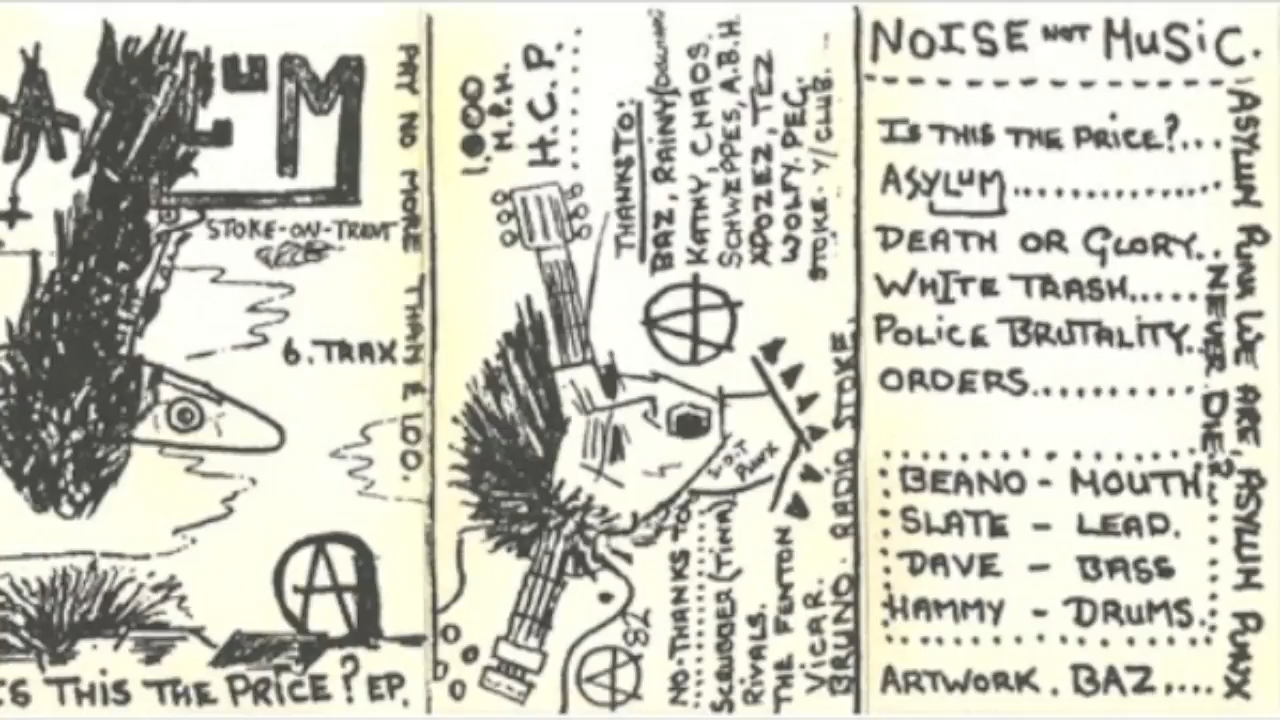 ASYLUM
STOKE-ON-TRENT
6. TRAX
PAY NO MORE THAN £1.00.
IS THIS THE PRICE? EP.
1,000
H.P.H.
H.C.P.
THANKS TO:
BAZ, RAINY
KATHY, CHAOS.
SCHWEPPES, A.B.H.
XPOZEZ, TEZ
WOLFY. PEG.
STOKE. Y/CLUB.
S.O.T
PUNX
82
NO-THANKS TO
SCRUBBER (TINA)
RIVALS.
THE FENTON
VICAR.
BRUNO. RADIO STOKE.
NOISE NOT MUSIC.
IS THIS THE PRICE?...
ASYLUM
DEATH OR GLORY..
WHITE TRASH.....
POLICE BRUTALITY..
ORDERS.........
BEANO - MOUTH.
SLATE - LEAD.
DAVE - BASS
HAMMY - DRUMS.
ARTWORK. BAZ....
ASYLUM PUNX WE ARE, ASYLUM PUNX
NEVER DIE?